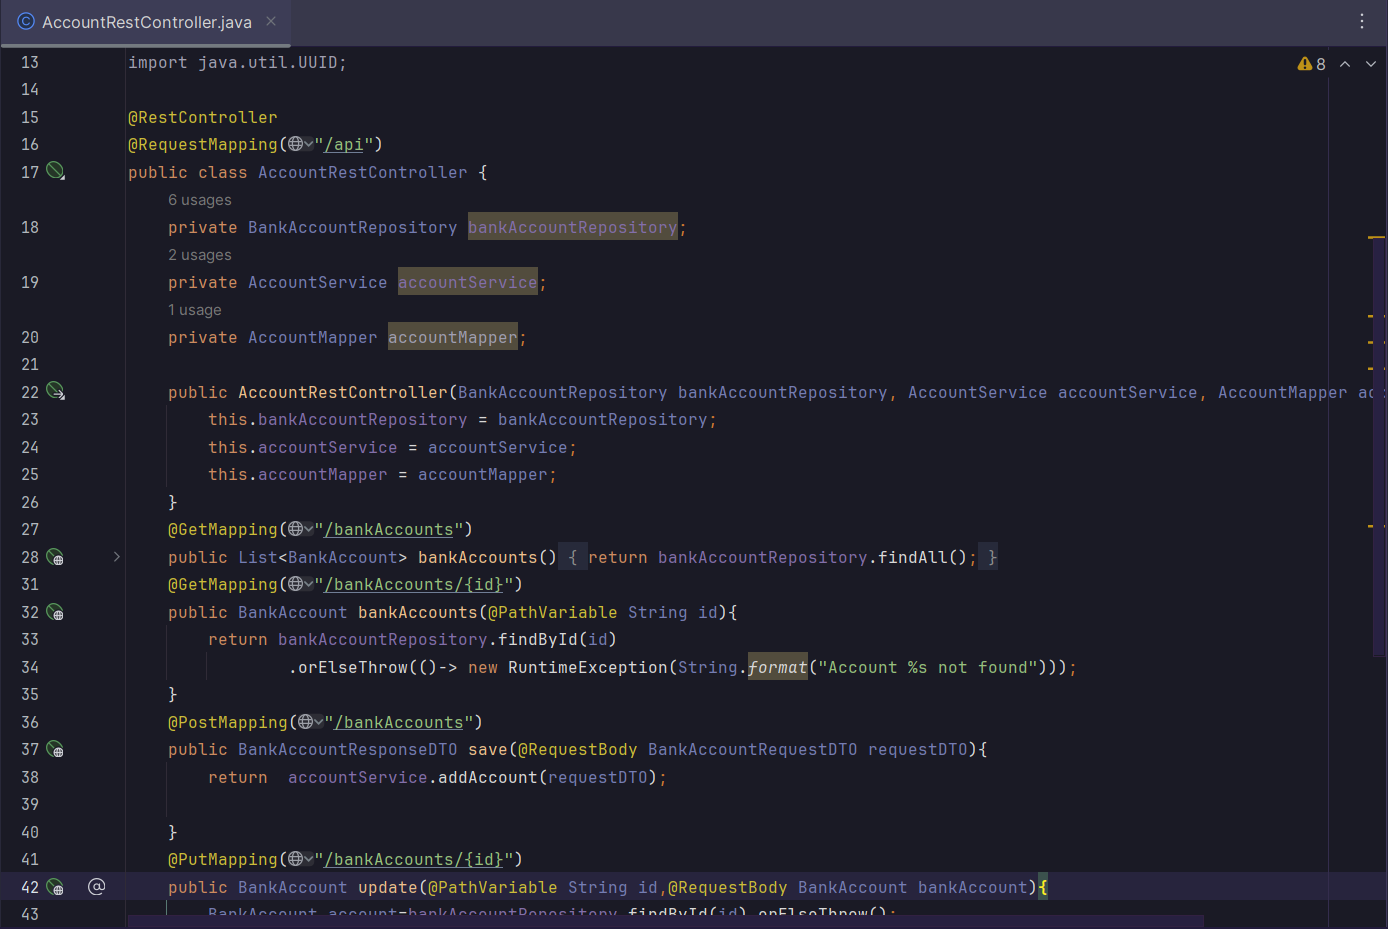 AccountRestController.java
8
13 import java.util.UUID;
14
15 @RestController
16 @RequestMapping("/api")
17 public class AccountRestController {
6 usages
18 private BankAccountRepository bankAccountRepository;
2 usages
19 private AccountService accountService;
1 usage
20 private AccountMapper accountMapper;
21
22 public AccountRestController(BankAccountRepository bankAccountRepository, AccountService accountService, AccountMapper acc
23 this.bankAccountRepository = bankAccountRepository;
24 this.accountService = accountService;
25 this.accountMapper = accountMapper;
26 }
27 @GetMapping("/bankAccounts")
28 public List<BankAccount> bankAccounts() { return bankAccountRepository.findAll(); }
31 @GetMapping("/bankAccounts/{id}")
32 public BankAccount bankAccounts(@PathVariable String id){
33 return bankAccountRepository.findById(id)
34 .orElseThrow(()-> new RuntimeException(String.format("Account %s not found")));
35 }
36 @PostMapping("/bankAccounts")
37 public BankAccountResponseDTO save(@RequestBody BankAccountRequestDTO requestDTO){
38 return  accountService.addAccount(requestDTO);
39
40 }
41 @PutMapping("/bankAccounts/{id}")
42 @ public BankAccount update(@PathVariable String id,@RequestBody BankAccount bankAccount){
43 BankAccount account=bankAccountRepository.findById(id).orElseThrow();